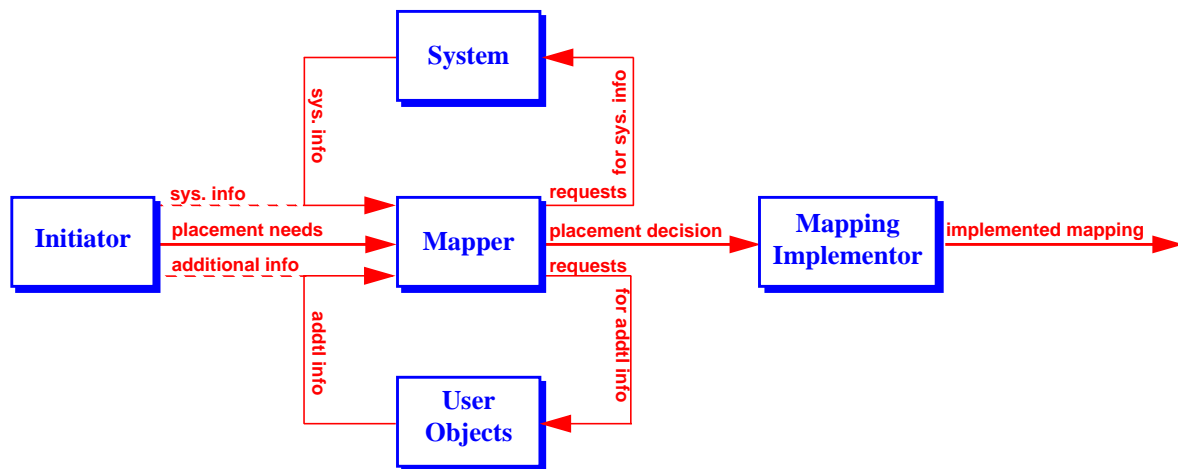 System
sys. info
for sys. info
sys. info
requests
Initiator
placement needs
Mapper
placement decision
Mapping
Implementor
implemented mapping
additional info
requests
addtl info
for addtl info
User
Objects